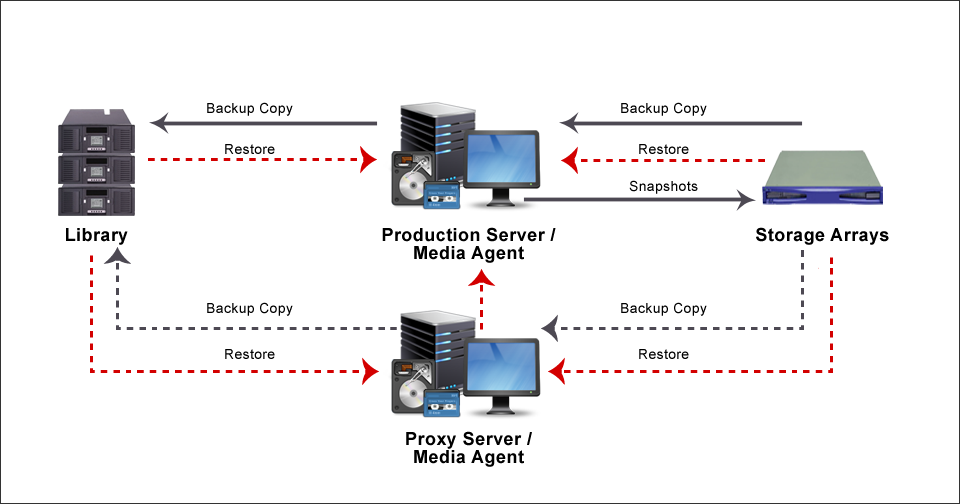 Backup Copy
Backup Copy
Restore
Restore
Snapshots
Library
Production Server /
Media Agent
Storage Arrays
Backup Copy
Backup Copy
Restore
Restore
Proxy Server /
Media Agent